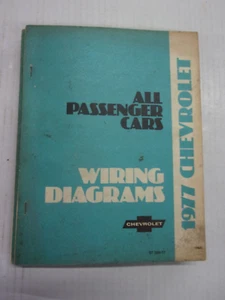 ALL
PASSENGER
CARS
WIRING
DIAGRAMS
CHEVROLET
1977 CHEVROLET